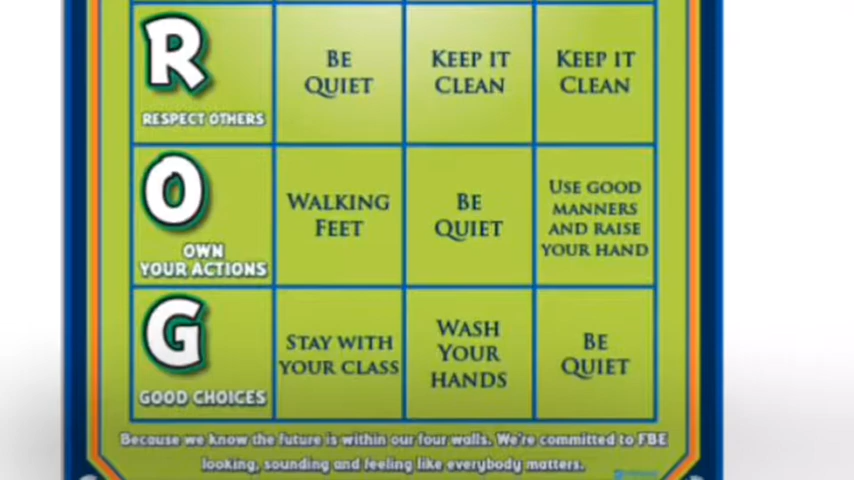 R
RESPECT OTHERS
BE
QUIET
KEEP IT
CLEAN
KEEP IT
CLEAN
O
OWN
YOUR ACTIONS
WALKING
FEET
BE
QUIET
USE GOOD
MANNERS
AND RAISE
YOUR HAND
G
GOOD CHOICES
STAY WITH
YOUR CLASS
WASH
YOUR
HANDS
BE
QUIET
Because we know the future is within our four walls. We're committed to FBE
looking, sounding and feeling like everybody matters.